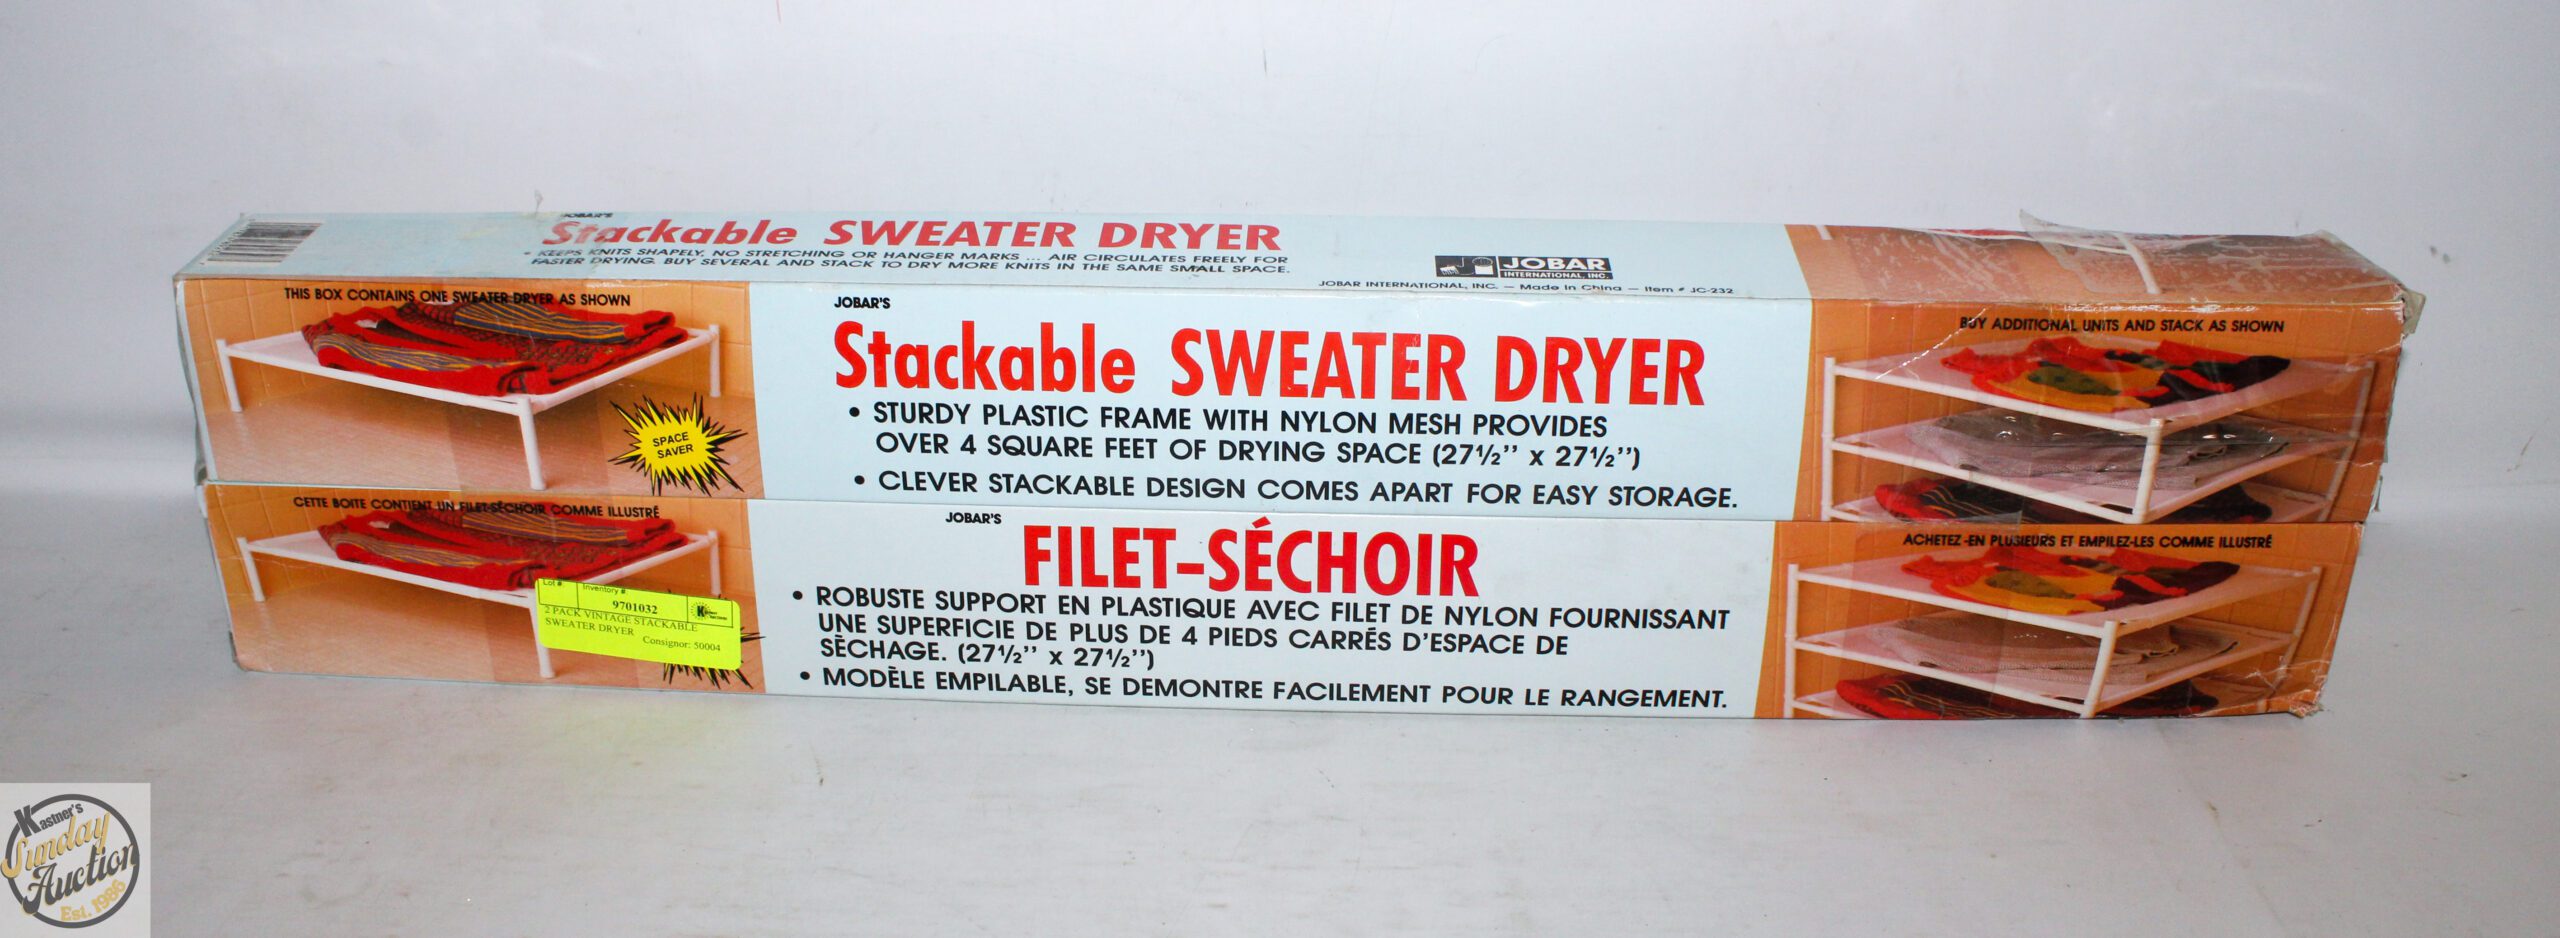 JOBAR'S
Stackable SWEATER DRYER
• KEEPS KNITS SHAPELY, NO STRETCHING OR HANGER MARKS ... AIR CIRCULATES FREELY FOR
FASTER DRYING. BUY SEVERAL AND STACK TO DRY MORE KNITS IN THE SAME SMALL SPACE.
JOBAR
INTERNATIONAL, INC.
JOBAR INTERNATIONAL, INC. — Made in China — Item # JC-232
THIS BOX CONTAINS ONE SWEATER DRYER AS SHOWN
SPACE
SAVER
JOBAR'S
Stackable SWEATER DRYER
• STURDY PLASTIC FRAME WITH NYLON MESH PROVIDES
OVER 4 SQUARE FEET OF DRYING SPACE (27½'' x 27½'')
• CLEVER STACKABLE DESIGN COMES APART FOR EASY STORAGE.
BUY ADDITIONAL UNITS AND STACK AS SHOWN
CETTE BOITE CONTIENT UN FILET-SÉCHOIR COMME ILLUSTRÉ
Lot # Inventory #
9701032
2 PACK VINTAGE STACKABLE
SWEATER DRYER
Consignor: 50004
JOBAR'S
FILET-SÉCHOIR
• ROBUSTE SUPPORT EN PLASTIQUE AVEC FILET DE NYLON FOURNISSANT
UNE SUPERFICIE DE PLUS DE 4 PIEDS CARRÉS D'ESPACE DE
SÈCHAGE. (27½'' x 27½'')
• MODÈLE EMPILABLE, SE DEMONTRE FACILEMENT POUR LE RANGEMENT.
ACHETEZ-EN PLUSIEURS ET EMPILEZ-LES COMME ILLUSTRÉ
Kastner's
Sunday
Auction
Est. 1986